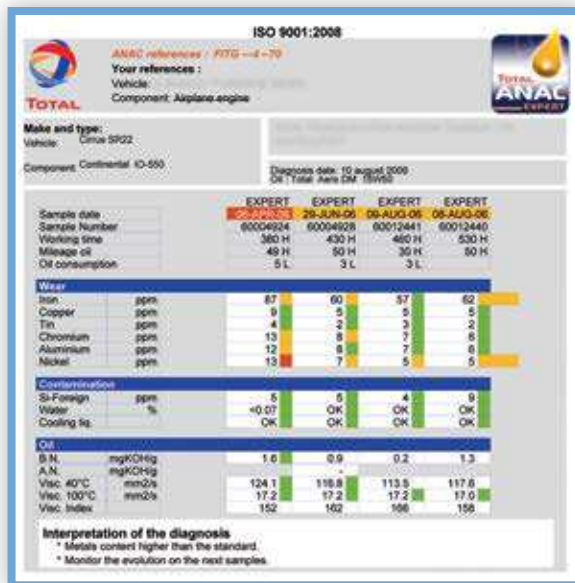 ISO 9001:2008
TOTAL
ANAC references / FITG --4 --70
Your references :
Vehicle:
Component: Airplane engine
TOTAL
ANAC
EXPERT
Make and type:
Vehicle: Cirrus SR22
Component: Continental IO-550
Diagnosis date: 10 august 2009
Oil : Total Aero DM 15W50
EXPERT EXPERT EXPERT EXPERT
Sample date 29-JUN-06 09-AUG-06 08-AUG-06
Sample Number 60004924 60004928 60012441 60012440
Working time 380 H 430 H 460 H 530 H
Mileage oil 49 H 50 H 30 H 50 H
Oil consumption 5 L 3 L 3 L
Wear
Iron ppm 87 60 57 62
Copper ppm 9 5 5 5
Tin ppm 4 2 3 2
Chromium ppm 13 8 7 6
Aluminium ppm 12 8 7 6
Nickel ppm 13 7 5 5
Contamination
Si-Foreign ppm 5 5 4 9
Water % <0.07 OK OK OK
Cooling liq. OK OK OK OK
Oil
B.N. mgKOH/g 1.6 0.9 0.2 1.3
A.N. mgKOH/g -
Visc. 40°C mm2/s 124.1 116.8 113.5 117.6
Visc. 100°C mm2/s 17.2 17.2 17.2 17.0
Visc. Index 152 162 166 158
Interpretation of the diagnosis
* Metals content higher than the standard.
* Monitor the evolution on the next samples.